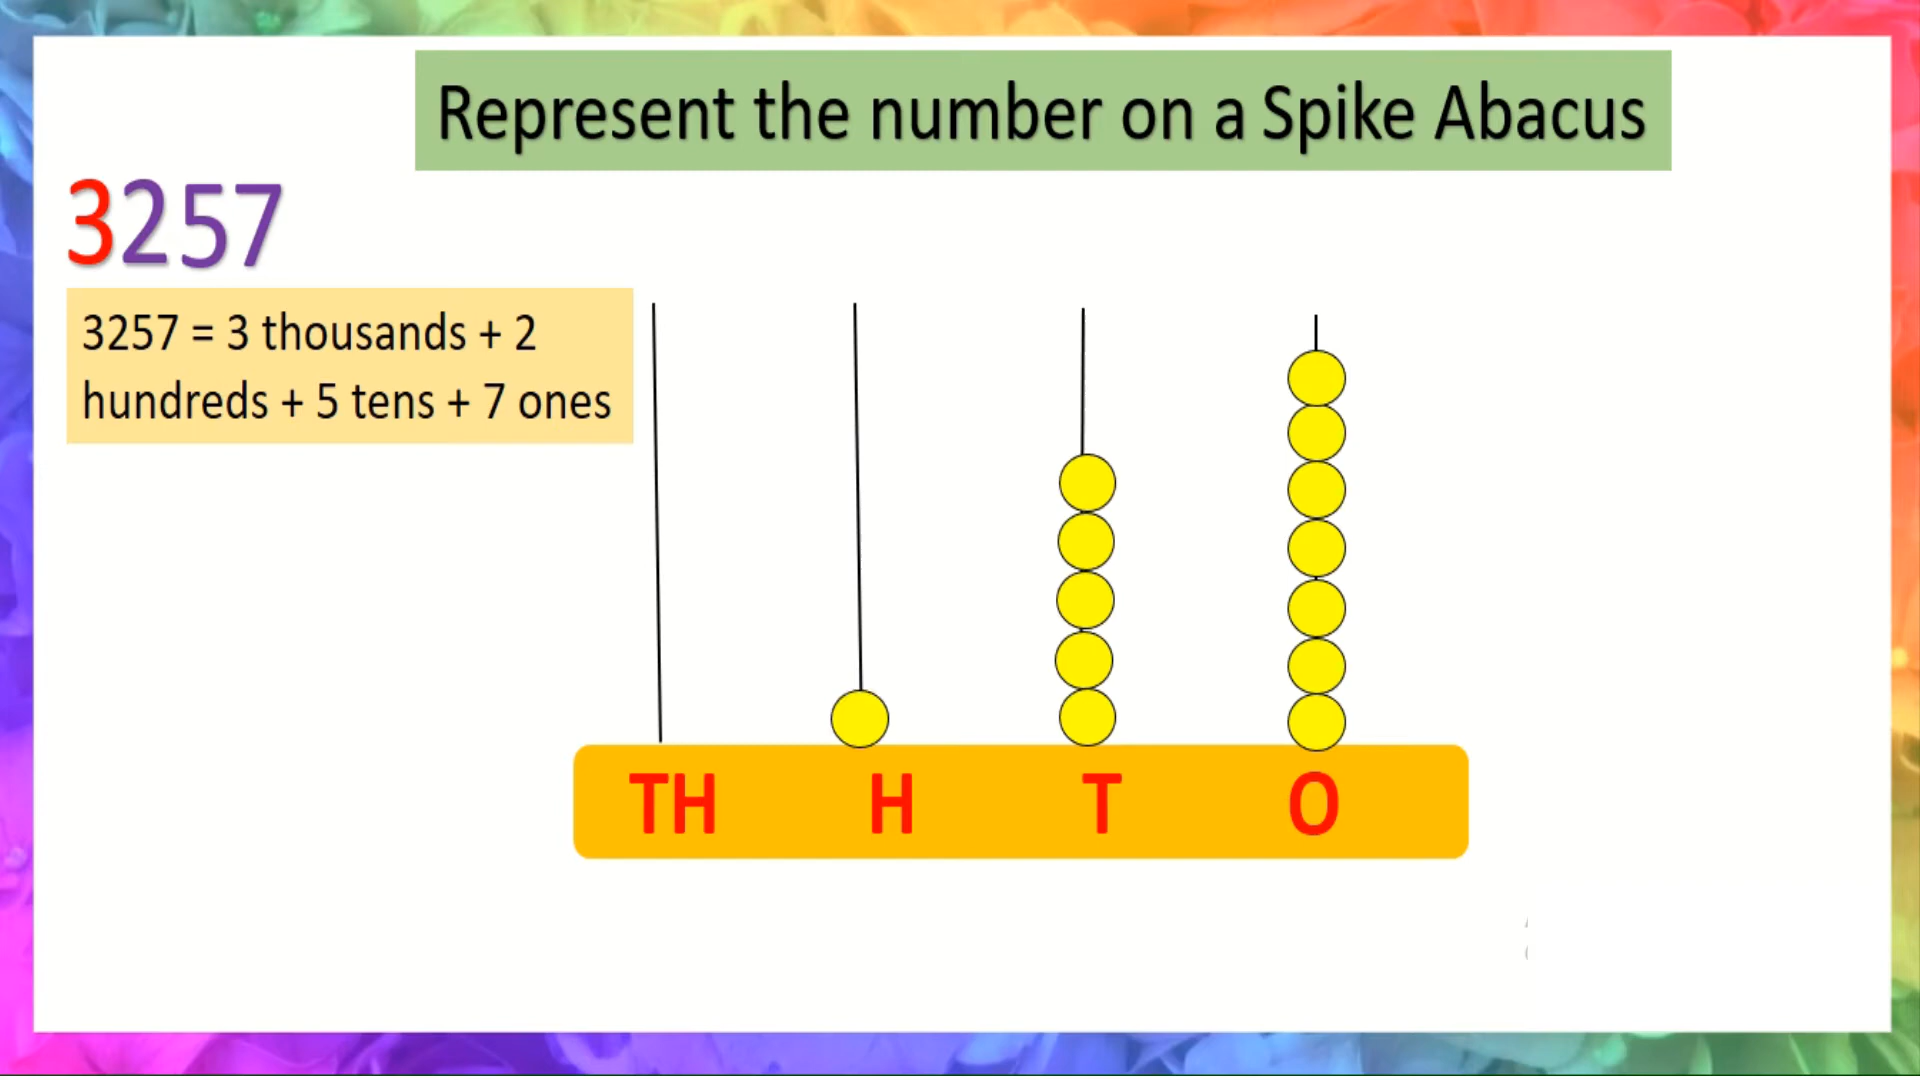 Represent the number on a Spike Abacus
3257
3257 = 3 thousands + 2
hundreds + 5 tens + 7 ones
TH H T O